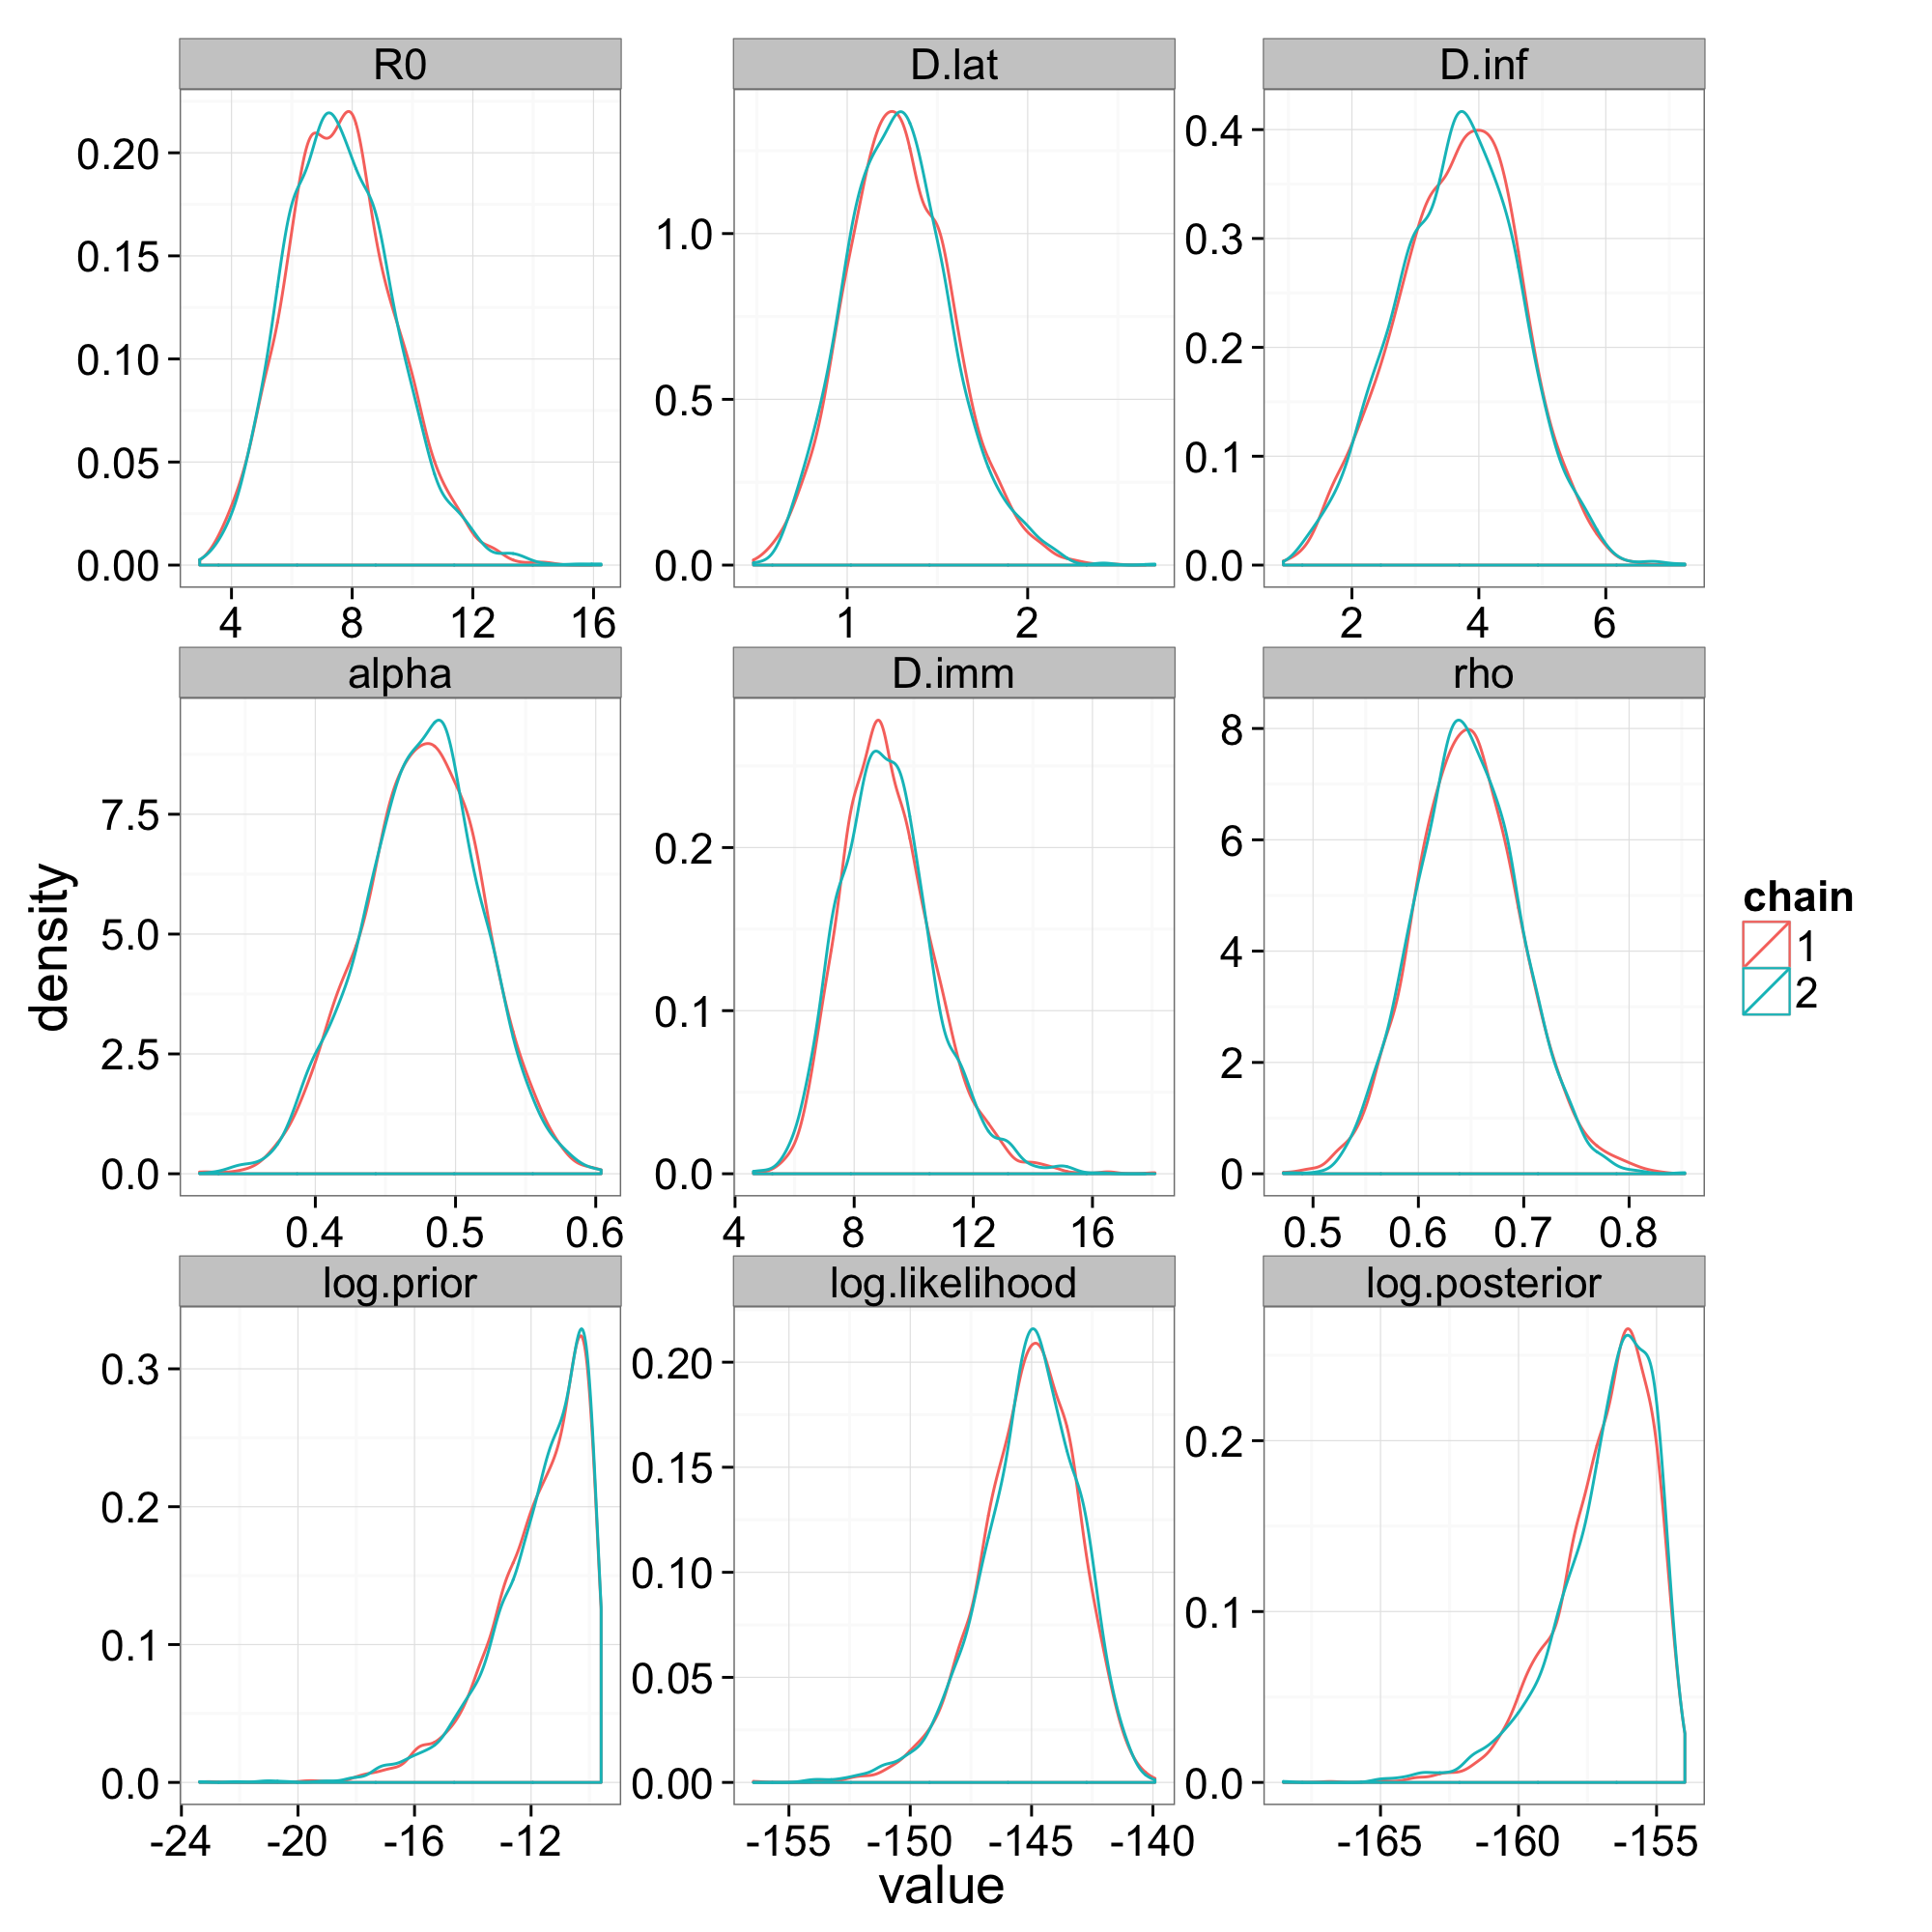 R0 D.lat D.inf
0.20 0.15 0.10 0.05 0.00
1.0 0.5 0.0
0.4 0.3 0.2 0.1 0.0
4 8 12 16 1 2 2 4 6
alpha D.imm rho
7.5 5.0 2.5 0.0
0.2 0.1 0.0
8 6 4 2 0
0.4 0.5 0.6 4 8 12 16 0.5 0.6 0.7 0.8
log.prior log.likelihood log.posterior
0.3 0.2 0.1 0.0
0.20 0.15 0.10 0.05 0.00
0.2 0.1 0.0
-24 -20 -16 -12 -155 -150 -145 -140 -165 -160 -155
value
density
chain
1
2